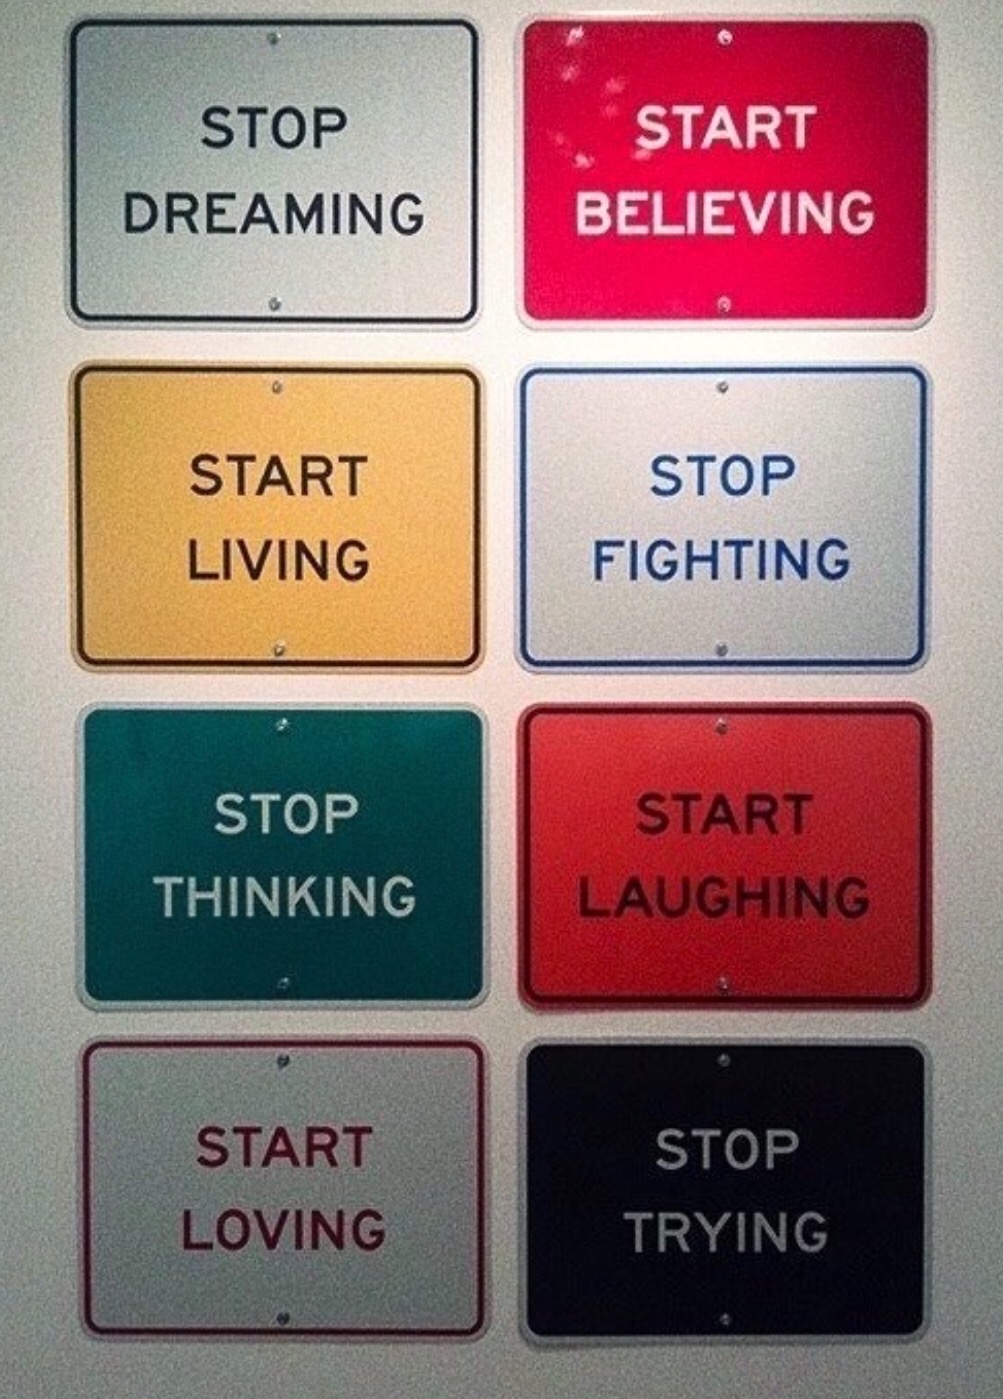 STOP
DREAMING
START
BELIEVING
START
LIVING
STOP
FIGHTING
STOP
THINKING
START
LAUGHING
START
LOVING
STOP
TRYING